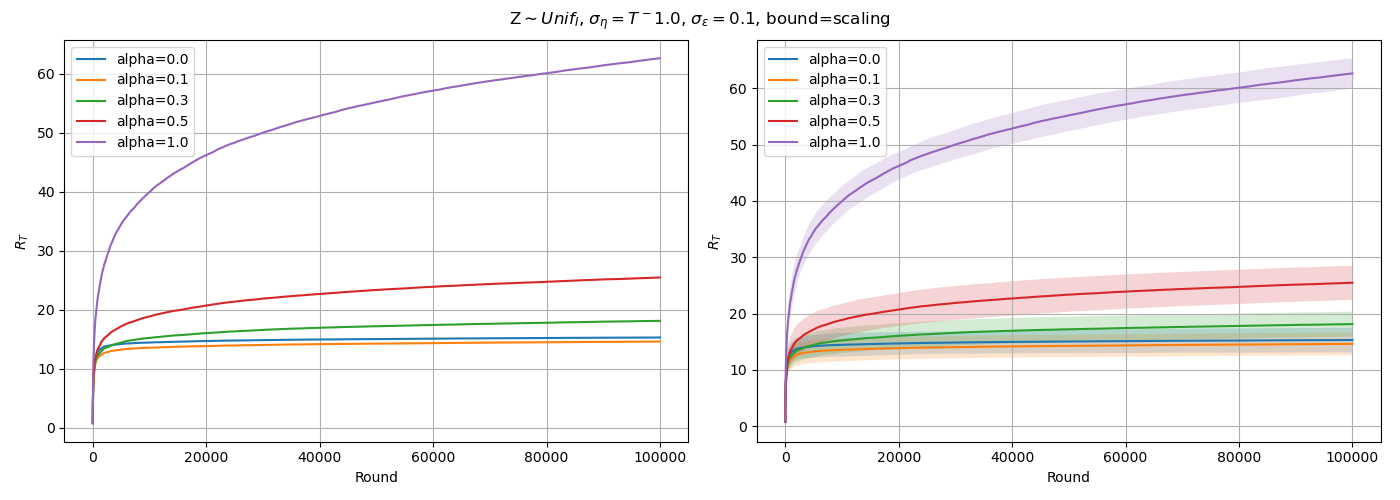 Z ∼ Unif_I, σ_η = T^−1.0, σ_ε = 0.1, bound=scaling
alpha=0.0
alpha=0.1
alpha=0.3
alpha=0.5
alpha=1.0
60
50
40
30
20
10
0
R_T
0
20000
40000
60000
80000
100000
Round
alpha=0.0
alpha=0.1
alpha=0.3
alpha=0.5
alpha=1.0
60
50
40
30
20
10
0
R_T
0
20000
40000
60000
80000
100000
Round